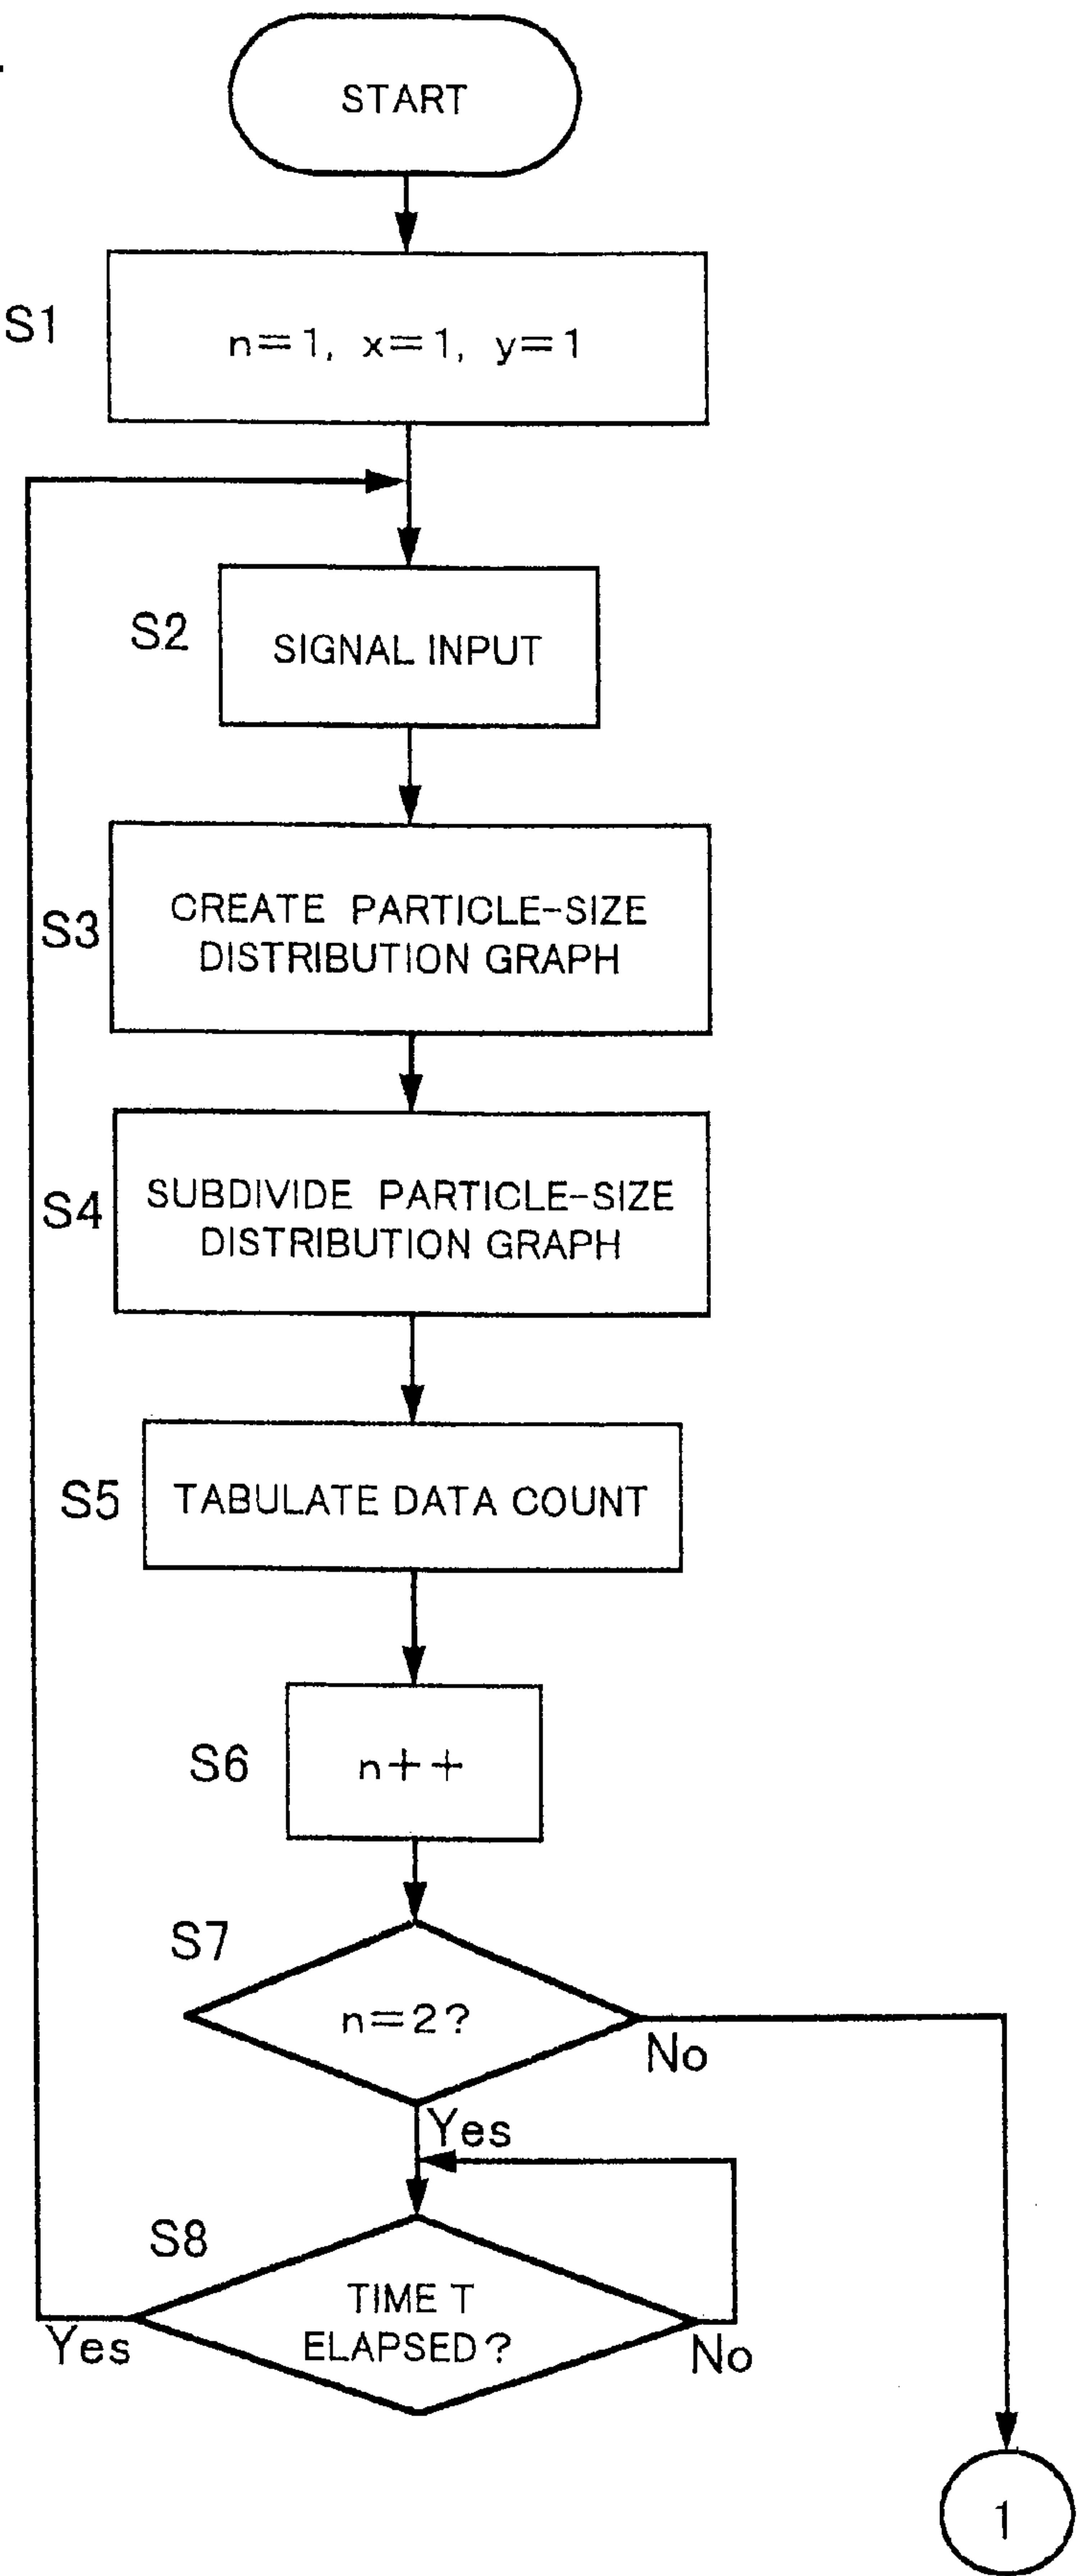 START
S1
n=1, x=1, y=1
S2
SIGNAL INPUT
S3
CREATE PARTICLE-SIZE
DISTRIBUTION GRAPH
S4
SUBDIVIDE PARTICLE-SIZE
DISTRIBUTION GRAPH
S5
TABULATE DATA COUNT
S6
n++
S7
n=2?
No
Yes
S8
TIME T
ELAPSED?
Yes
No
1